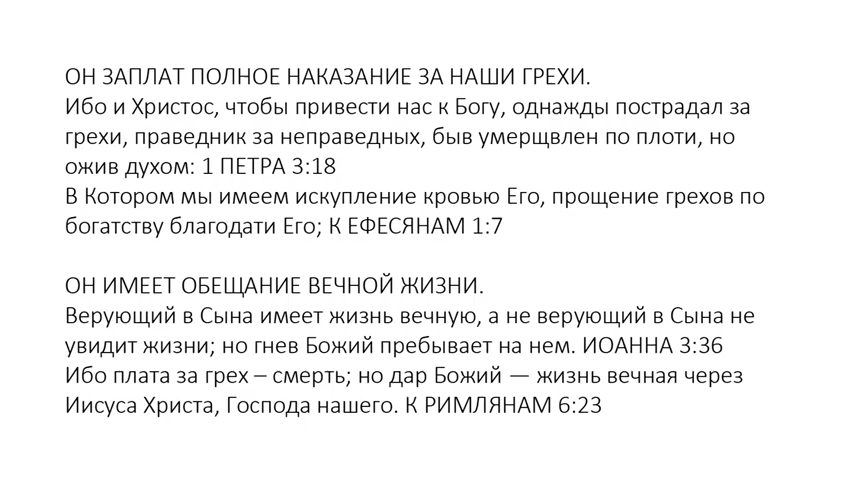 ОН ЗАПЛАТ ПОЛНОЕ НАКАЗАНИЕ ЗА НАШИ ГРЕХИ.
Ибо и Христос, чтобы привести нас к Богу, однажды пострадал за
грехи, праведник за неправедных, быв умерщвлен по плоти, но
ожив духом: 1 ПЕТРА 3:18
В Котором мы имеем искупление кровью Его, прощение грехов по
богатству благодати Его; К ЕФЕСЯНАМ 1:7
ОН ИМЕЕТ ОБЕЩАНИЕ ВЕЧНОЙ ЖИЗНИ.
Верующий в Сына имеет жизнь вечную, а не верующий в Сына не
увидит жизни; но гнев Божий пребывает на нем. ИОАННА 3:36
Ибо плата за грех – смерть; но дар Божий — жизнь вечная через
Иисуса Христа, Господа нашего. К РИМЛЯНАМ 6:23